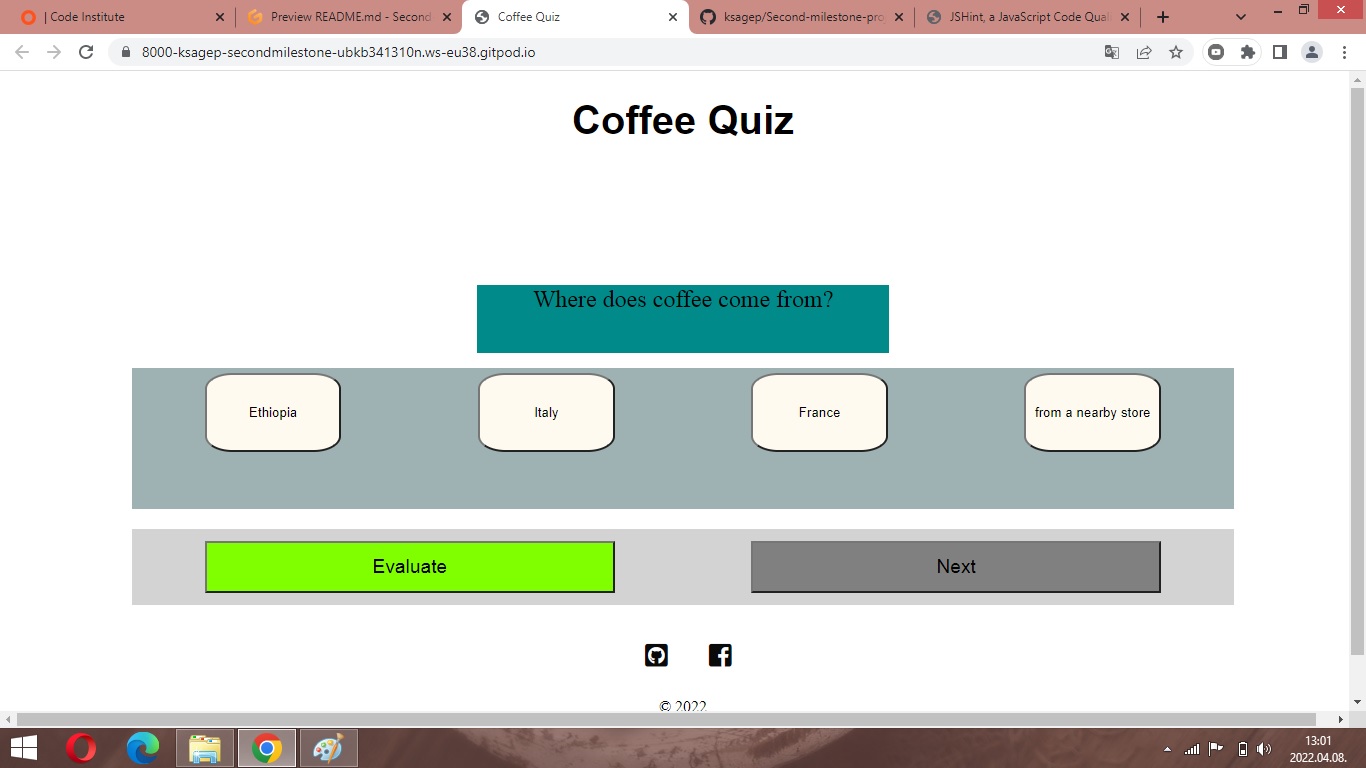 | Code Institute
Preview README.md - Second
Coffee Quiz
ksagep/Second-milestone-pro
JSHint, a JavaScript Code Qual
8000-ksagep-secondmilestone-ubkb341310n.ws-eu38.gitpod.io
Coffee Quiz
Where does coffee come from?
Ethiopia
Italy
France
from a nearby store
Evaluate
Next
© 2022
13:01
2022.04.08.